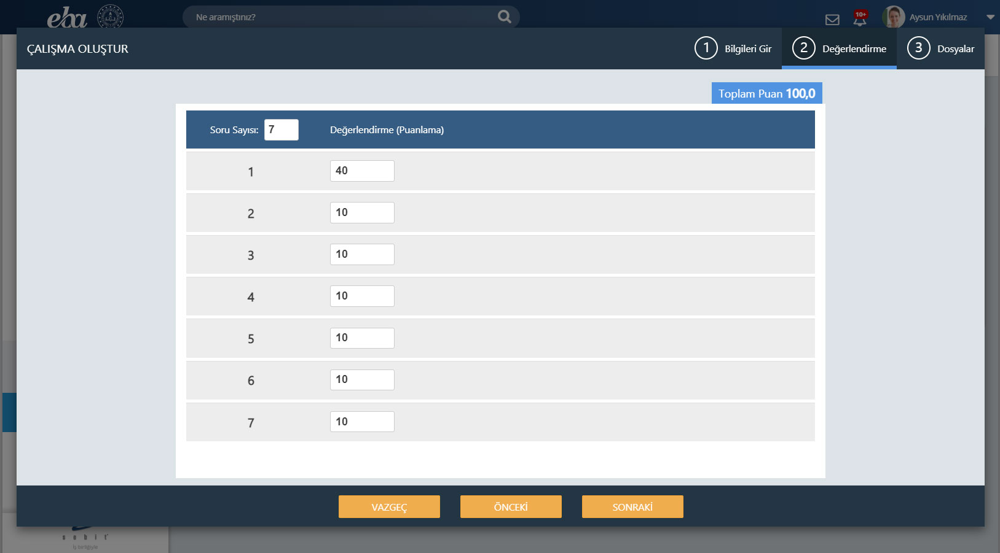 eba
Ne aramıştınız?
10+
Aysun Yıkılmaz
ÇALIŞMA OLUŞTUR
1 Bilgileri Gir
2 Değerlendirme
3 Dosyalar
Toplam Puan 100,0
Soru Sayısı: 7 Değerlendirme (Puanlama)
1 40
2 10
3 10
4 10
5 10
6 10
7 10
VAZGEÇ ÖNCEKİ SONRAKİ
sebit
İş birliğiyle